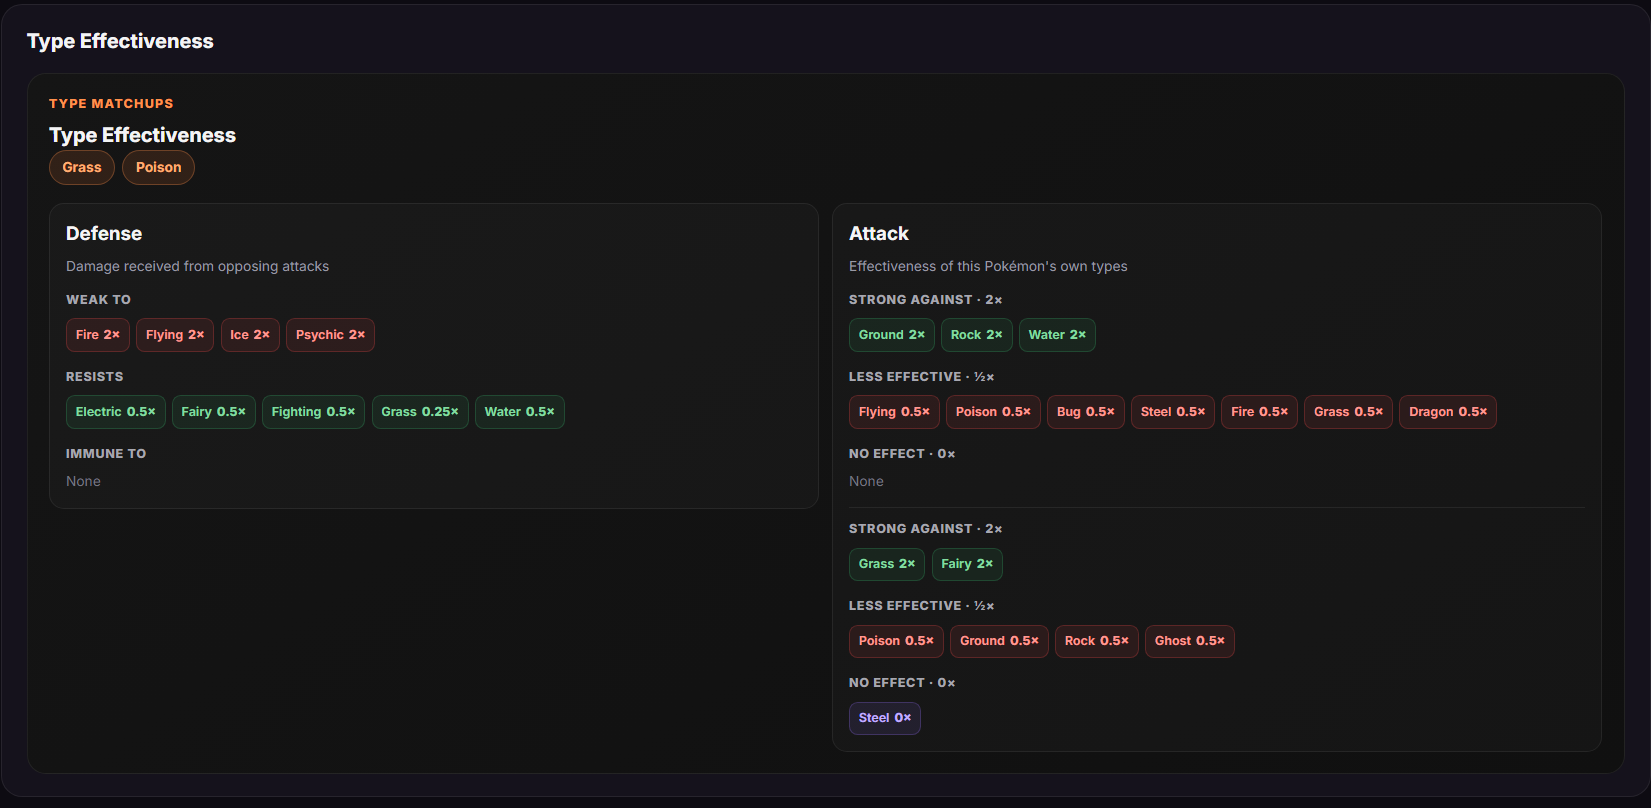 Type Effectiveness
TYPE MATCHUPS
Type Effectiveness
Grass Poison
Defense
Damage received from opposing attacks
WEAK TO
Fire 2× Flying 2× Ice 2× Psychic 2×
RESISTS
Electric 0.5× Fairy 0.5× Fighting 0.5× Grass 0.25× Water 0.5×
IMMUNE TO
None
Attack
Effectiveness of this Pokémon's own types
STRONG AGAINST · 2×
Ground 2× Rock 2× Water 2×
LESS EFFECTIVE · ½×
Flying 0.5× Poison 0.5× Bug 0.5× Steel 0.5× Fire 0.5× Grass 0.5× Dragon 0.5×
NO EFFECT · 0×
None
STRONG AGAINST · 2×
Grass 2× Fairy 2×
LESS EFFECTIVE · ½×
Poison 0.5× Ground 0.5× Rock 0.5× Ghost 0.5×
NO EFFECT · 0×
Steel 0×